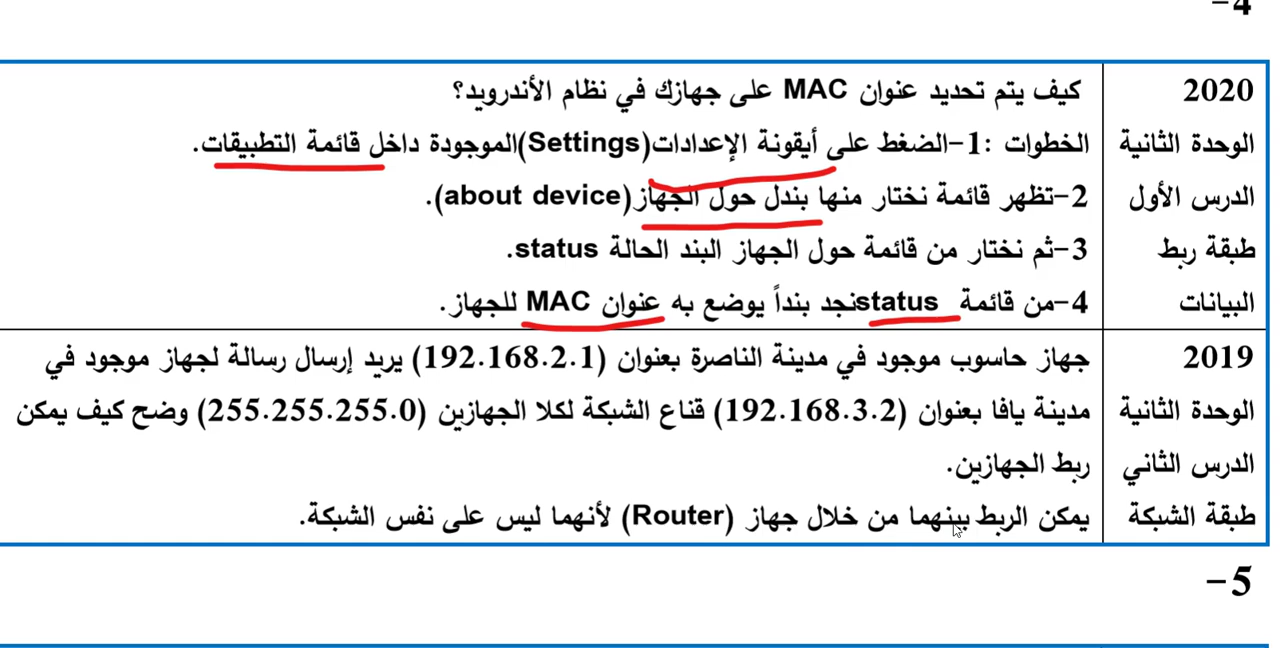 4-
2020
كيف يتم تحديد عنوان MAC على جهازك في نظام الأندرويد؟
الوحدة الثانية
الخطوات :1-الضغط على أيقونة الإعدادات(Settings)الموجودة داخل قائمة التطبيقات.
الدرس الأول
2-تظهر قائمة نختار منها بندل حول الجهاز(about device).
طبقة ربط
3-ثم نختار من قائمة حول الجهاز البند الحالة status.
البيانات
4-من قائمة statusنجد بنداً يوضع به عنوان MAC للجهاز.
2019
جهاز حاسوب موجود في مدينة الناصرة بعنوان (192.168.2.1) يريد إرسال رسالة لجهاز موجود في
الوحدة الثانية
مدينة يافا بعنوان (192.168.3.2) قناع الشبكة لكلا الجهازين (255.255.255.0) وضح كيف يمكن
الدرس الثاني
ربط الجهازين.
طبقة الشبكة
يمكن الربط بينهما من خلال جهاز (Router) لأنهما ليس على نفس الشبكة.
5-